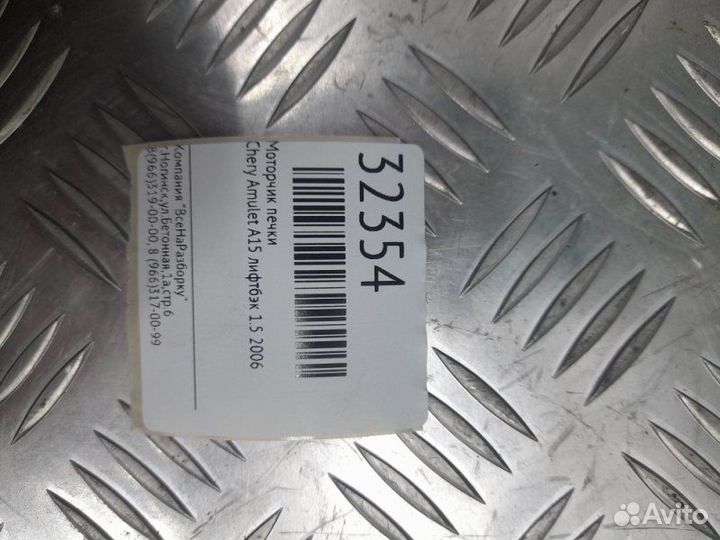 32354
Моторчик печки
Chery Amulet A15 лифтбэк 1.5 2006
Компания "ВсеНаРазборку"
г.Ногинск,ул.Бетонная,1а,стр.6
8(966)319-00-00, 8 (966)317-00-99
Avito